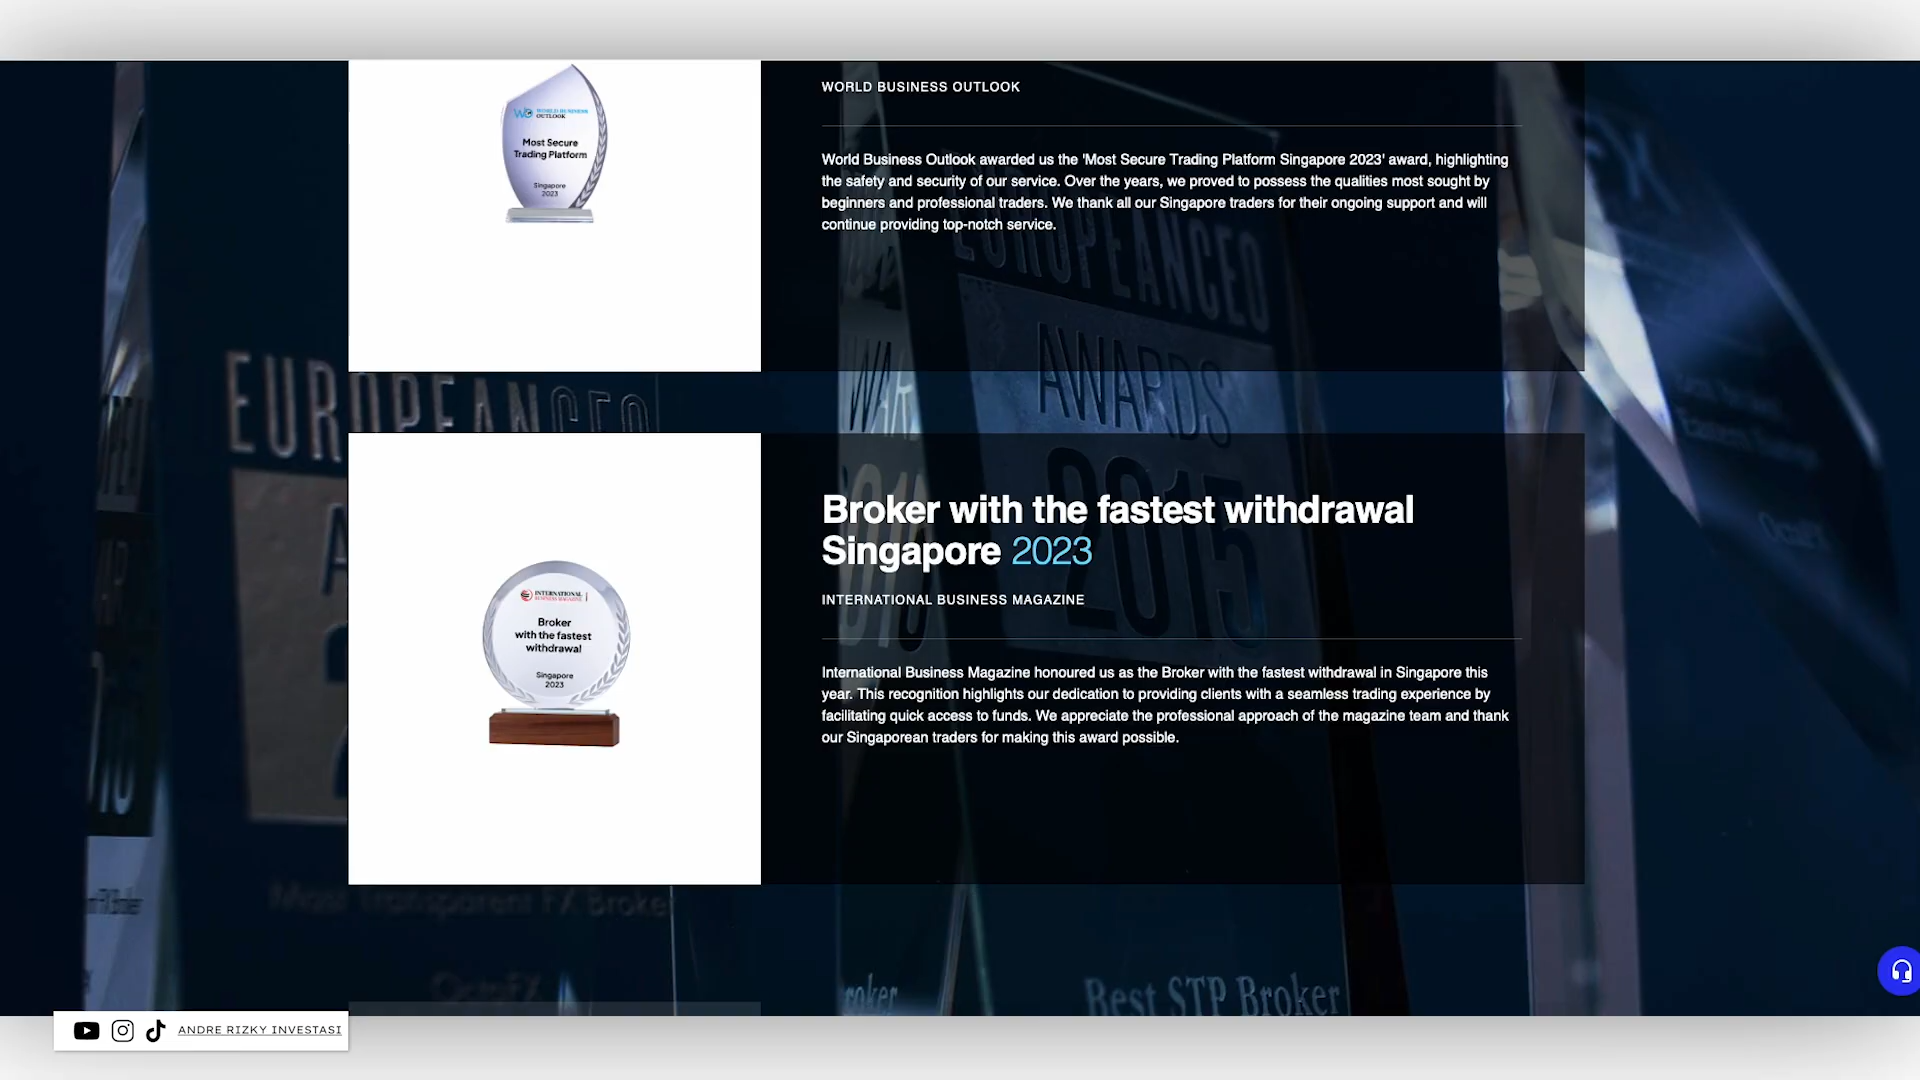 WORLD BUSINESS OUTLOOK
World Business Outlook awarded us the 'Most Secure Trading Platform Singapore 2023' award, highlighting
the safety and security of our service. Over the years, we proved to possess the qualities most sought by
beginners and professional traders. We thank all our Singapore traders for their ongoing support and will
continue providing top-notch service.
WORLD BUSINESS
OUTLOOK
Most Secure
Trading Platform
Singapore
2023
EUROPEANCEO
AWARDS
2015
EUROPEANCEO
Broker with the fastest withdrawal
Singapore 2023
INTERNATIONAL BUSINESS MAGAZINE
International Business Magazine honoured us as the Broker with the fastest withdrawal in Singapore this
year. This recognition highlights our dedication to providing clients with a seamless trading experience by
facilitating quick access to funds. We appreciate the professional approach of the magazine team and thank
our Singaporean traders for making this award possible.
INTERNATIONAL
BUSINESS MAGAZINE
Broker
with the fastest
withdrawal
Singapore
2023
Most Transparent FX Broker
OctaFX
Best STP Broker
ANDRE RIZKY INVESTASI